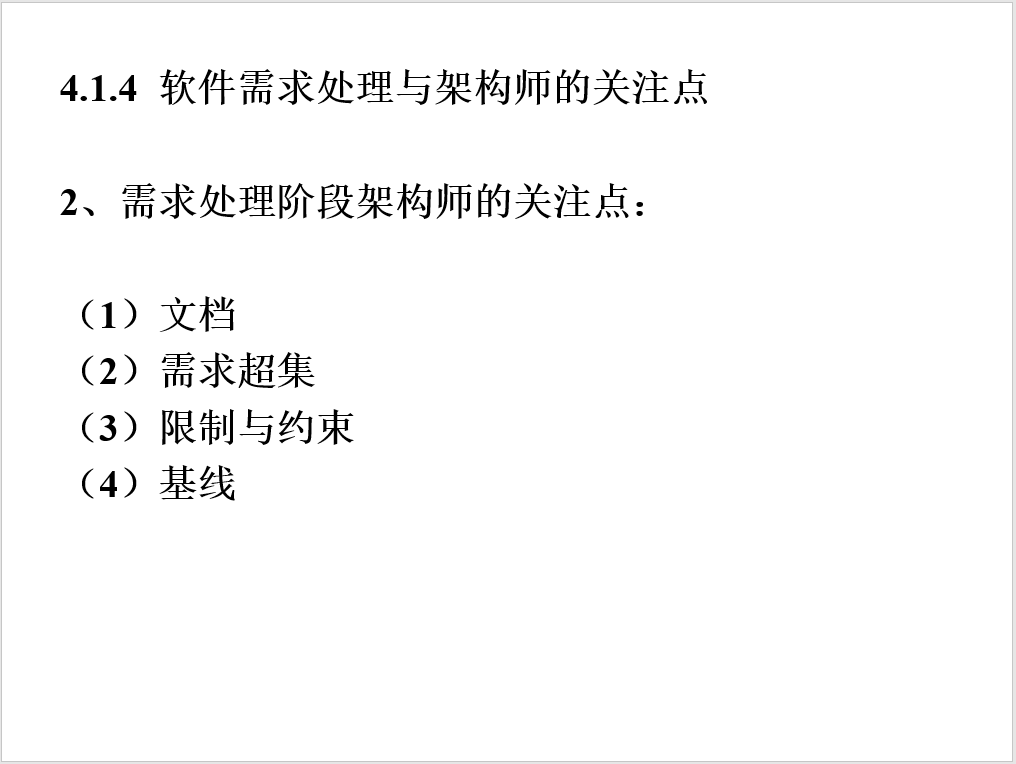 4.1.4 软件需求处理与架构师的关注点
2、需求处理阶段架构师的关注点：
（1）文档
（2）需求超集
（3）限制与约束
（4）基线